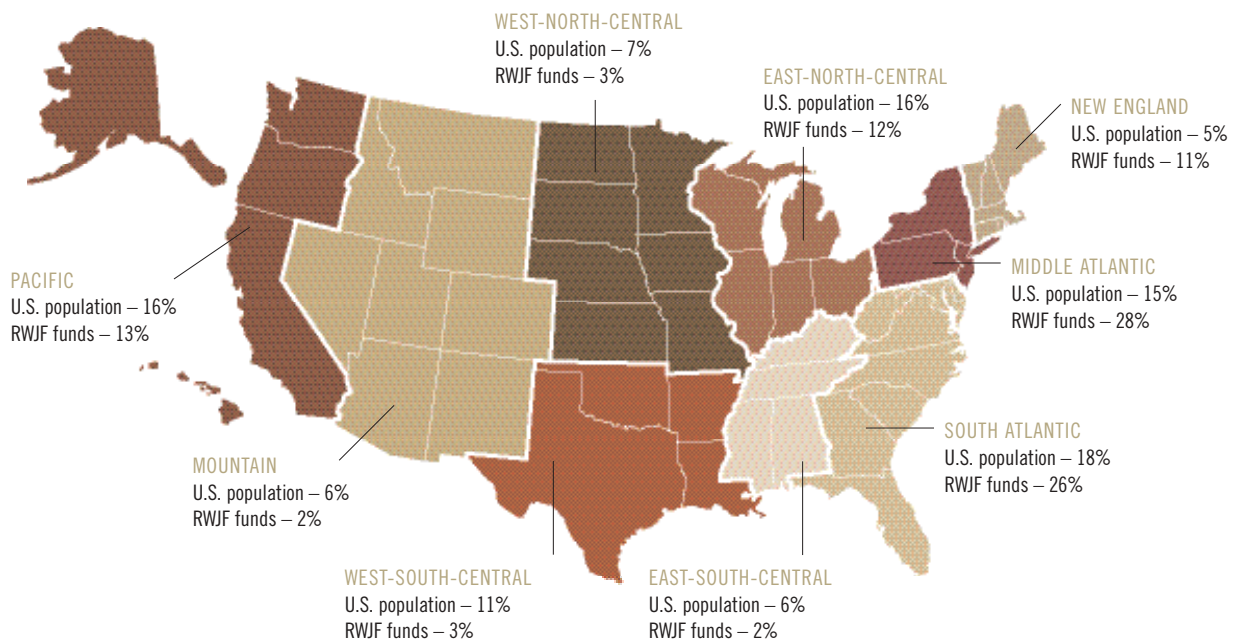 WEST-NORTH-CENTRAL
U.S. population – 7%
RWJF funds – 3%
EAST-NORTH-CENTRAL
U.S. population – 16%
RWJF funds – 12%
NEW ENGLAND
U.S. population – 5%
RWJF funds – 11%
PACIFIC
U.S. population – 16%
RWJF funds – 13%
MIDDLE ATLANTIC
U.S. population – 15%
RWJF funds – 28%
MOUNTAIN
U.S. population – 6%
RWJF funds – 2%
SOUTH ATLANTIC
U.S. population – 18%
RWJF funds – 26%
WEST-SOUTH-CENTRAL
U.S. population – 11%
RWJF funds – 3%
EAST-SOUTH-CENTRAL
U.S. population – 6%
RWJF funds – 2%